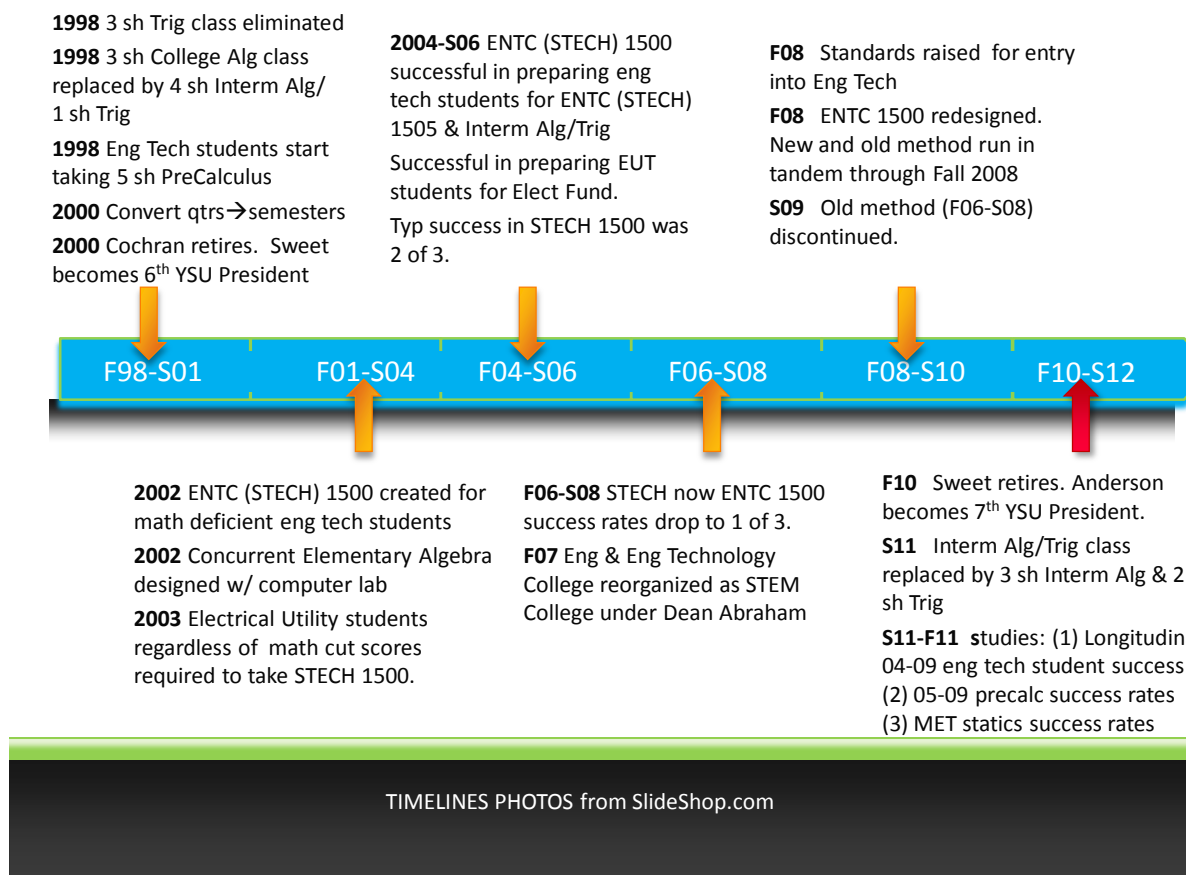 1998 3 sh Trig class eliminated
1998 3 sh College Alg class
replaced by 4 sh Interm Alg/
1 sh Trig
1998 Eng Tech students start
taking 5 sh PreCalculus
2000 Convert qtrs→semesters
2000 Cochran retires. Sweet
becomes 6th YSU President
2004-S06 ENTC (STECH) 1500
successful in preparing eng
tech students for ENTC (STECH)
1505 & Interm Alg/Trig
Successful in preparing EUT
students for Elect Fund.
Typ success in STECH 1500 was
2 of 3.
F08 Standards raised for entry
into Eng Tech
F08 ENTC 1500 redesigned.
New and old method run in
tandem through Fall 2008
S09 Old method (F06-S08)
discontinued.
F98-S01 F01-S04 F04-S06 F06-S08 F08-S10 F10-S12
2002 ENTC (STECH) 1500 created for
math deficient eng tech students
2002 Concurrent Elementary Algebra
designed w/ computer lab
2003 Electrical Utility students
regardless of math cut scores
required to take STECH 1500.
F06-S08 STECH now ENTC 1500
success rates drop to 1 of 3.
F07 Eng & Eng Technology
College reorganized as STEM
College under Dean Abraham
F10 Sweet retires. Anderson
becomes 7th YSU President.
S11 Interm Alg/Trig class
replaced by 3 sh Interm Alg & 2
sh Trig
S11-F11 studies: (1) Longitudin
04-09 eng tech student success
(2) 05-09 precalc success rates
(3) MET statics success rates
TIMELINES PHOTOS from SlideShop.com